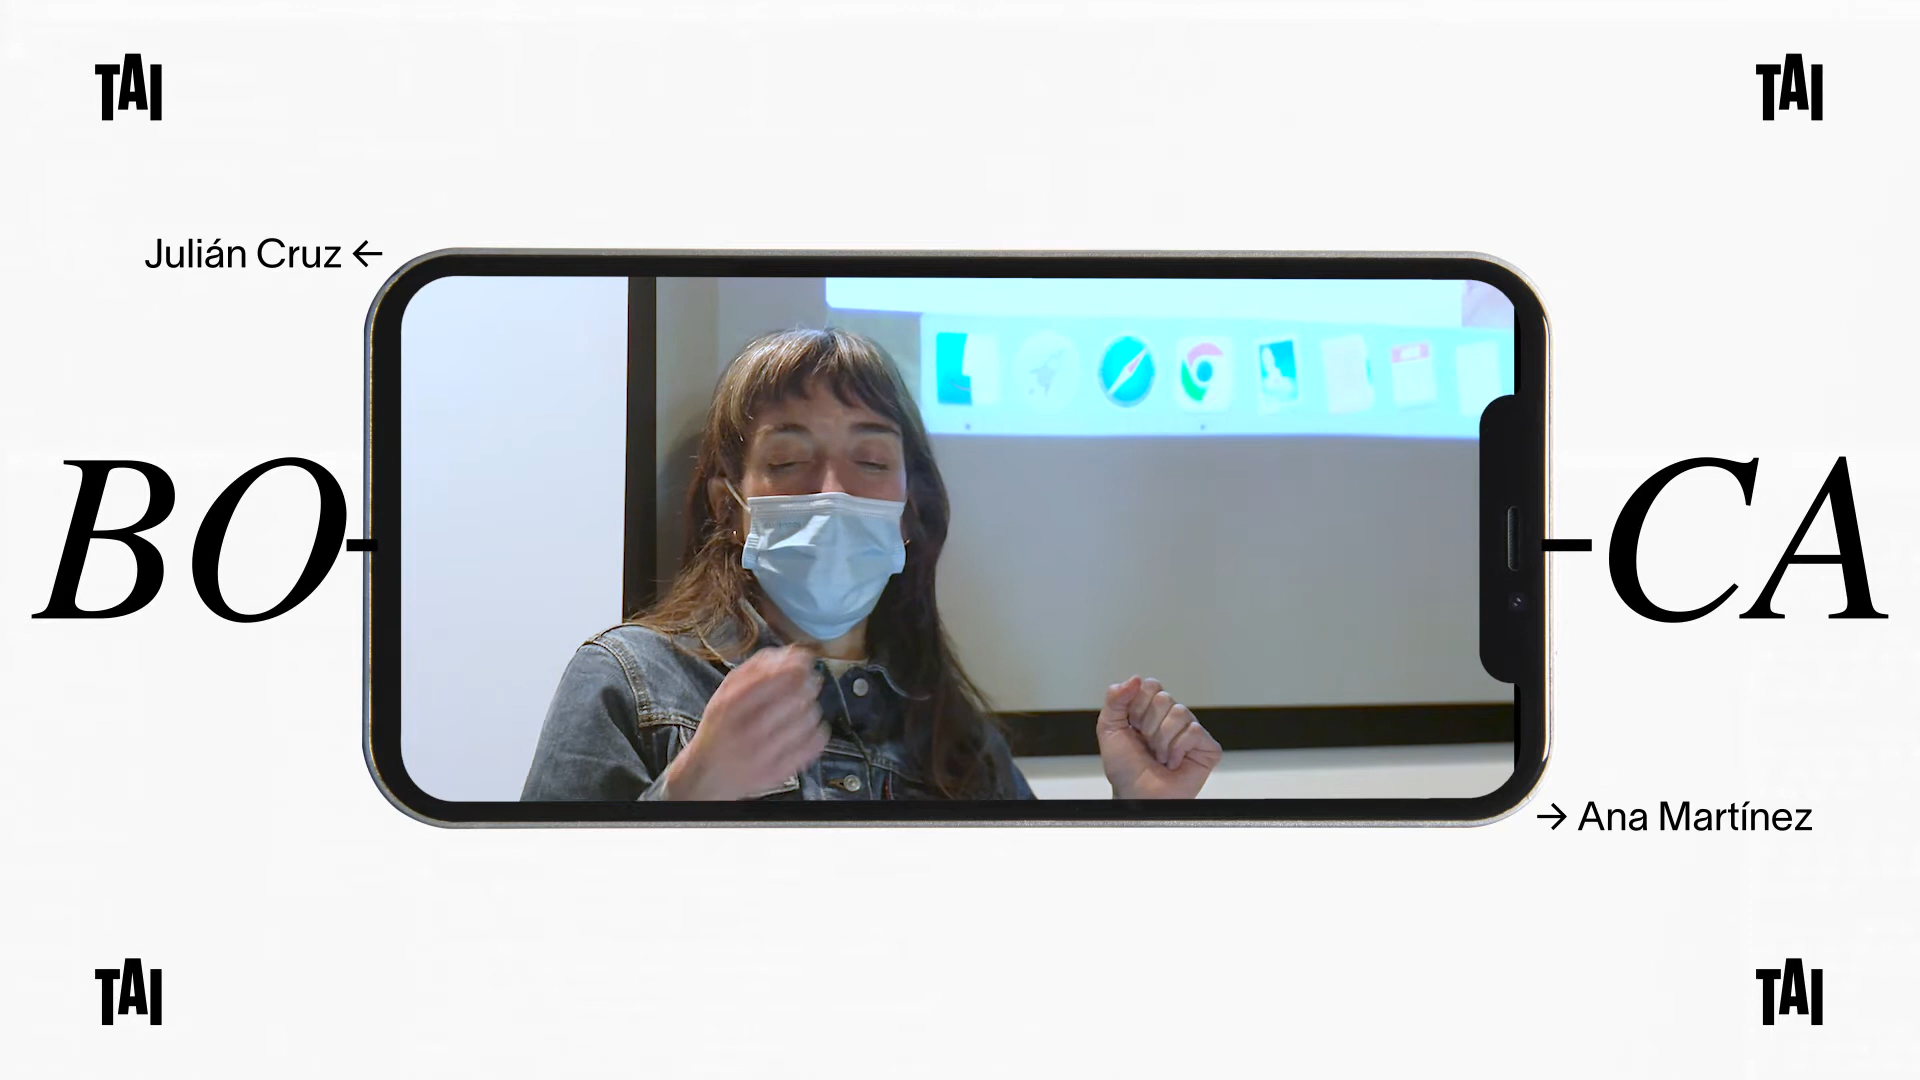 TAI
TAI
Julián Cruz ←
BO-
-CA
→ Ana Martínez
TAI
TAI